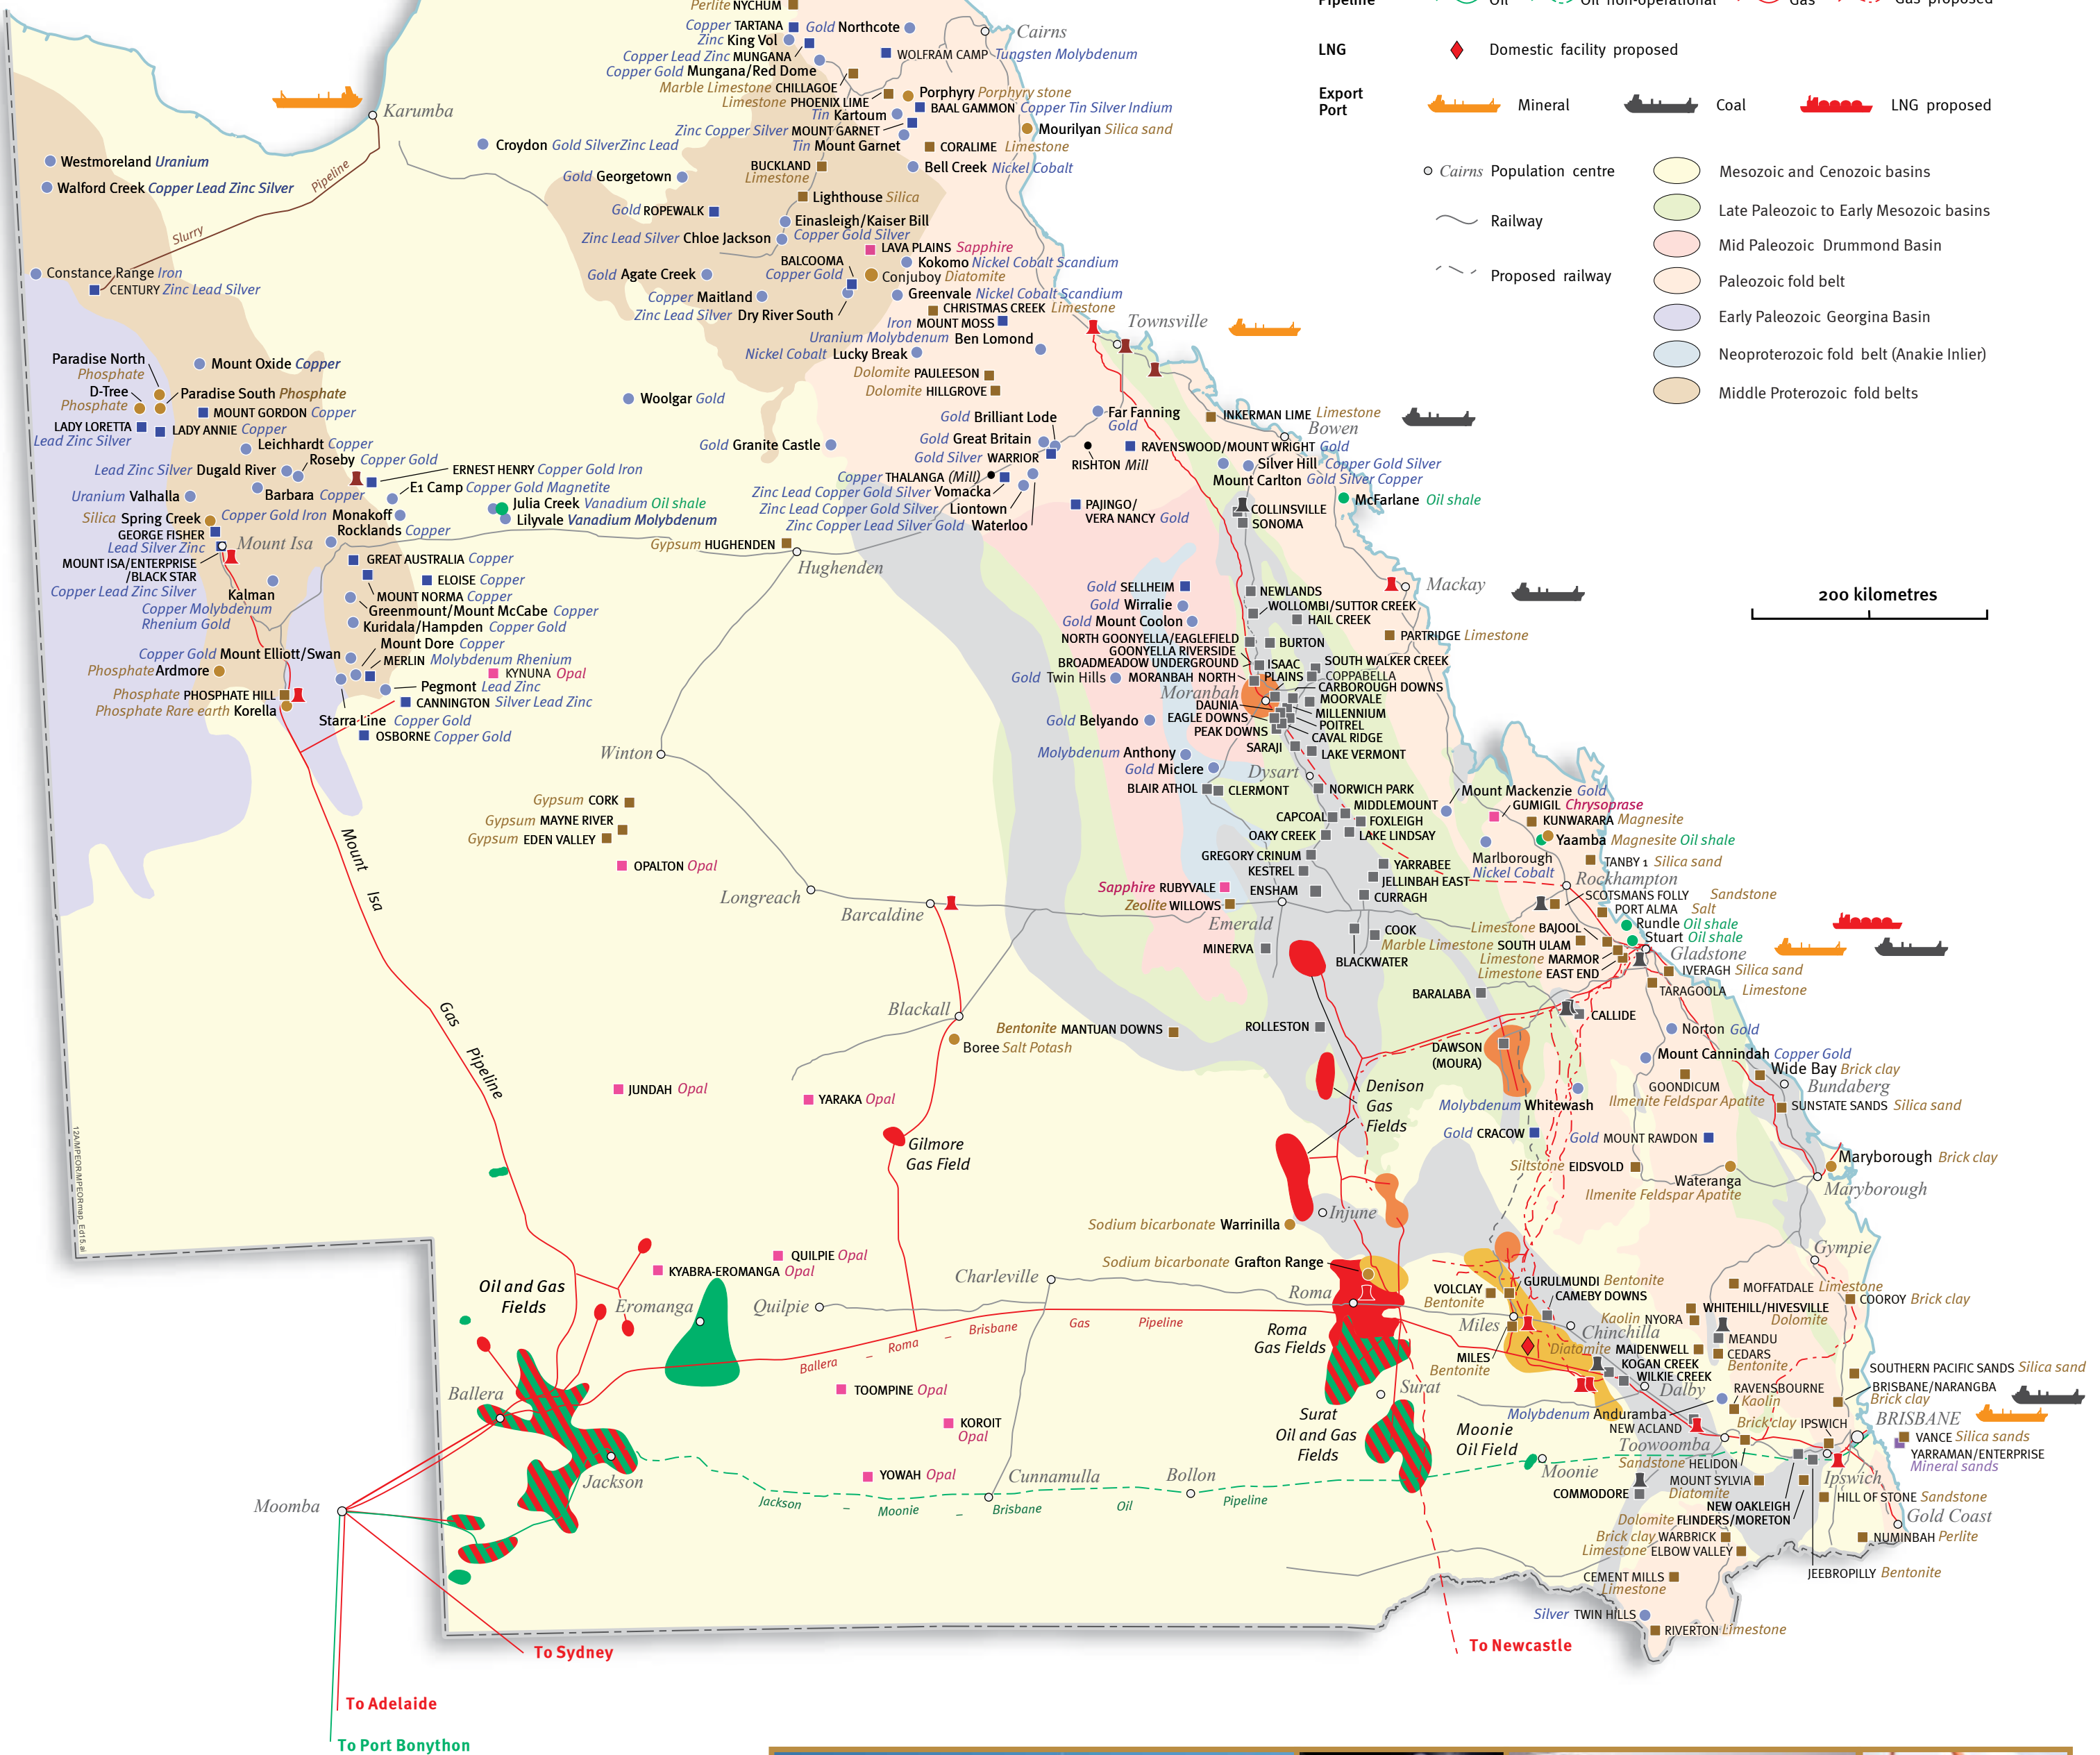 Pipeline Oil Oil non-operational Gas Gas proposed
LNG Domestic facility proposed
Export
Port
Mineral Coal LNG proposed
Cairns Population centre
Railway
Proposed railway
Mesozoic and Cenozoic basins
Late Paleozoic to Early Mesozoic basins
Mid Paleozoic Drummond Basin
Paleozoic fold belt
Early Paleozoic Georgina Basin
Neoproterozoic fold belt (Anakie Inlier)
Middle Proterozoic fold belts
200 kilometres
Perlite NYCHUM
Copper TARTANA
Gold Northcote
Cairns
Zinc King Vol
Copper Lead Zinc MUNGANA
WOLFRAM CAMP Tungsten Molybdenum
Copper Gold Mungana/Red Dome
Marble Limestone CHILLAGOE
Limestone PHOENIX LIME
Porphyry Porphyry stone
BAAL GAMMON Copper Tin Silver Indium
Tin Kartoum
Zinc Copper Silver MOUNT GARNET
Mourilyan Silica sand
Tin Mount Garnet
CORALIME Limestone
BUCKLAND
Limestone
Bell Creek Nickel Cobalt
Karumba
Croydon Gold SilverZinc Lead
Gold Georgetown
Lighthouse Silica
Gold ROPEWALK
Einasleigh/Kaiser Bill
Copper Gold Silver
Zinc Lead Silver Chloe Jackson
LAVA PLAINS Sapphire
BALCOOMA
Copper Gold
Kokomo Nickel Cobalt Scandium
Gold Agate Creek
Conjuboy Diatomite
Copper Maitland
Greenvale Nickel Cobalt Scandium
Zinc Lead Silver Dry River South
CHRISTMAS CREEK Limestone
Iron MOUNT MOSS
Uranium Molybdenum Ben Lomond
Nickel Cobalt Lucky Break
Dolomite PAULEESON
Dolomite HILLGROVE
Townsville
Westmoreland Uranium
Walford Creek Copper Lead Zinc Silver
Slurry Pipeline
Constance Range Iron
CENTURY Zinc Lead Silver
Paradise North
Phosphate
D-Tree
Phosphate
Mount Oxide Copper
Paradise South Phosphate
MOUNT GORDON Copper
LADY LORETTA
Lead Zinc Silver
LADY ANNIE Copper
Leichhardt Copper
Roseby Copper Gold
Lead Zinc Silver Dugald River
ERNEST HENRY Copper Gold Iron
Uranium Valhalla
Barbara Copper
E1 Camp Copper Gold Magnetite
Silica Spring Creek
Copper Gold Iron Monakoff
Julia Creek Vanadium Oil shale
Lilyvale Vanadium Molybdenum
GEORGE FISHER
Lead Silver Zinc
Rocklands Copper
Mount Isa
MOUNT ISA/ENTERPRISE
/BLACK STAR
Copper Lead Zinc Silver
GREAT AUSTRALIA Copper
ELOISE Copper
Kalman
Copper Molybdenum
Rhenium Gold
MOUNT NORMA Copper
Greenmount/Mount McCabe Copper
Kuridala/Hampden Copper Gold
Mount Dore Copper
Copper Gold Mount Elliott/Swan
MERLIN Molybdenum Rhenium
Phosphate Ardmore
KYNUNA Opal
Pegmont Lead Zinc
Phosphate PHOSPHATE HILL
CANNINGTON Silver Lead Zinc
Phosphate Rare earth Korella
Starra Line Copper Gold
OSBORNE Copper Gold
Woolgar Gold
Gold Granite Castle
Gold Brilliant Lode
Far Fanning
Gold
Gold Great Britain
Gold Silver WARRIOR
RISHTON Mill
RAVENSWOOD/MOUNT WRIGHT Gold
INKERMAN LIME Limestone
Bowen
Copper THALANGA (Mill)
Zinc Lead Copper Gold Silver Vomacka
Zinc Lead Copper Gold Silver Liontown
Zinc Copper Lead Silver Gold Waterloo
Silver Hill Copper Gold Silver
Mount Carlton Gold Silver Copper
McFarlane Oil shale
PAJINGO/
VERA NANCY Gold
COLLINSVILLE
SONOMA
Gypsum HUGHENDEN
Hughenden
Gold SELLHEIM
NEWLANDS
Mackay
Gold Wirralie
WOLLOMBI/SUTTOR CREEK
Gold Mount Coolon
HAIL CREEK
NORTH GOONYELLA/EAGLEFIELD
BURTON
PARTRIDGE Limestone
GOONYELLA RIVERSIDE
BROADMEADOW UNDERGROUND
ISAAC
PLAINS
SOUTH WALKER CREEK
Gold Twin Hills
MORANBAH NORTH
COPPABELLA
CARBOROUGH DOWNS
Moranbah
MOORVALE
DAUNIA
MILLENNIUM
Gold Belyando
EAGLE DOWNS
POITREL
PEAK DOWNS
CAVAL RIDGE
SARAJI
LAKE VERMONT
Molybdenum Anthony
Gold Miclere
Dysart
BLAIR ATHOL
CLERMONT
NORWICH PARK
MIDDLEMOUNT
Mount Mackenzie Gold
GUMIGIL Chrysoprase
CAPCOAL
FOXLEIGH
KUNWARARA Magnesite
OAKY CREEK
LAKE LINDSAY
Yaamba Magnesite Oil shale
GREGORY CRINUM
YARRABEE
Marlborough
Nickel Cobalt
TANBY 1 Silica sand
KESTREL
JELLINBAH EAST
Rockhampton
Sapphire RUBYVALE
ENSHAM
CURRAGH
SCOTSMANS FOLLY Sandstone
Zeolite WILLOWS
PORT ALMA Salt
Emerald
COOK
Limestone BAJOOL
Rundle Oil shale
Stuart Oil shale
MINERVA
BLACKWATER
Marble Limestone SOUTH ULAM
Limestone MARMOR
Gladstone
Limestone EAST END
IVERAGH Silica sand
BARALABA
TARAGOOLA Limestone
ROLLESTON
CALLIDE
Bentonite MANTUAN DOWNS
DAWSON
(MOURA)
Norton Gold
Mount Cannindah Copper Gold
Wide Bay Brick clay
Bundaberg
GOONDICUM
Ilmenite Feldspar Apatite
Denison
Gas
Fields
Molybdenum Whitewash
SUNSTATE SANDS Silica sand
Gold CRACOW
Gold MOUNT RAWDON
Siltstone EIDSVOLD
Maryborough Brick clay
Wateranga
Ilmenite Feldspar Apatite
Maryborough
Winton
Gypsum CORK
Gypsum MAYNE RIVER
Gypsum EDEN VALLEY
OPALTON Opal
Longreach
Barcaldine
Blackall
Boree Salt Potash
JUNDAH Opal
YARAKA Opal
Gilmore
Gas Field
Mount Isa Gas Pipeline
12A/MPEOR/MPEORmap_Ed15.ai
Injune
Sodium bicarbonate Warrinilla
Sodium bicarbonate Grafton Range
Gympie
QUILPIE Opal
KYABRA-EROMANGA Opal
Oil and Gas
Fields
Eromanga
Quilpie
Charleville
Roma
VOLCLAY
Bentonite
GURULMUNDI Bentonite
CAMEBY DOWNS
MOFFATDALE Limestone
COOROY Brick clay
WHITEHILL/HIVESVILLE
Dolomite
Kaolin NYORA
Miles
Chinchilla
MEANDU
Roma
Gas Fields
MILES
Bentonite
Diatomite MAIDENWELL
CEDARS
Bentonite
KOGAN CREEK
WILKIE CREEK
SOUTHERN PACIFIC SANDS Silica sand
Ballera – Roma – Brisbane Gas Pipeline
Surat
Dalby
RAVENSBOURNE
Kaolin
BRISBANE/NARANGBA
Brick clay
Ballera
TOOMPINE Opal
Molybdenum Anduramba
Surat
Oil and Gas
Fields
Moonie
Oil Field
NEW ACLAND
Brick clay IPSWICH
BRISBANE
KOROIT
Opal
Toowoomba
VANCE Silica sands
Sandstone HELIDON
YARRAMAN/ENTERPRISE
Mineral sands
Jackson
YOWAH Opal
Cunnamulla
Bollon
Moonie
MOUNT SYLVIA
Diatomite
Ipswich
Moomba
Jackson – Moonie – Brisbane Oil Pipeline
COMMODORE
NEW OAKLEIGH
HILL OF STONE Sandstone
Dolomite FLINDERS/MORETON
Gold Coast
Brick clay WARBRICK
NUMINBAH Perlite
Limestone ELBOW VALLEY
JEEBROPILLY Bentonite
CEMENT MILLS
Limestone
Silver TWIN HILLS
RIVERTON Limestone
To Sydney
To Newcastle
To Adelaide
To Port Bonython